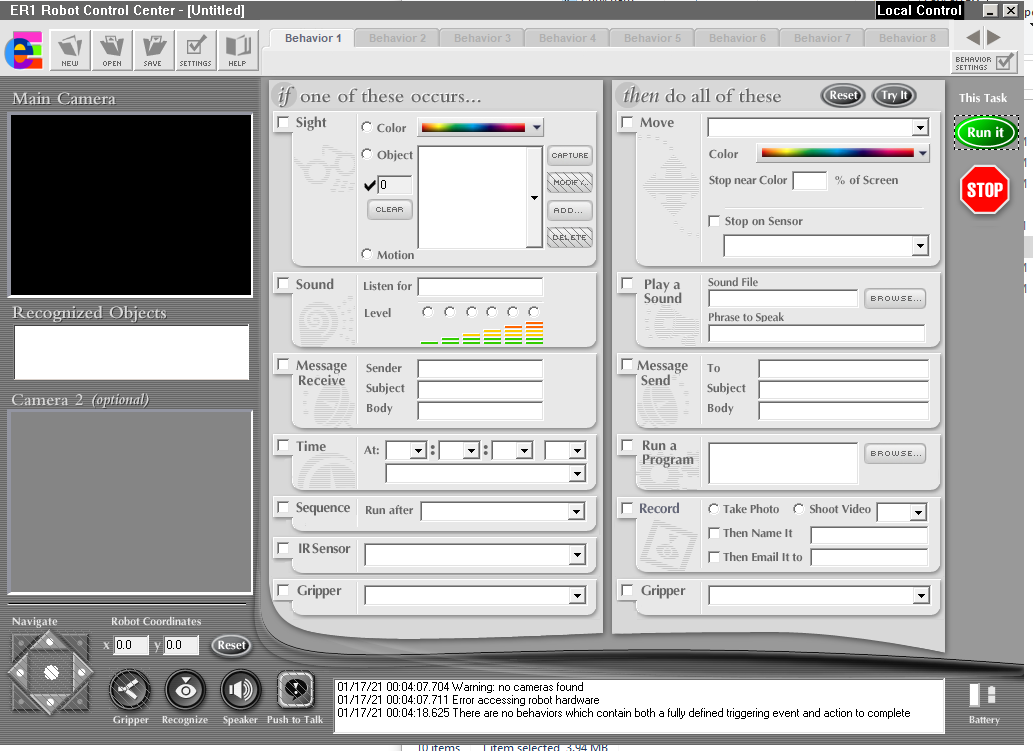 ER1 Robot Control Center - [Untitled]
Local Control
NEW
OPEN
SAVE
SETTINGS
HELP
Behavior 1
Behavior 2
Behavior 3
Behavior 4
Behavior 5
Behavior 6
Behavior 7
Behavior 8
BEHAVIOR SETTINGS
Main Camera
Recognized Objects
Camera 2 (optional)
Navigate
Robot Coordinates
x 0.0 y 0.0 Reset
Gripper
Recognize
Speaker
Push to Talk
if one of these occurs...
Sight
Color
Object
0
CLEAR
CAPTURE
MODIFY...
ADD...
DELETE
Motion
Sound
Listen for
Level
Message Receive
Sender
Subject
Body
Time
At: : :
Sequence
Run after
IR Sensor
Gripper
then do all of these
Reset
Try It
Move
Color
Stop near Color % of Screen
Stop on Sensor
Play a Sound
Sound File
BROWSE...
Phrase to Speak
Message Send
To
Subject
Body
Run a Program
BROWSE...
Record
Take Photo
Shoot Video
Then Name It
Then Email It to
Gripper
This Task
Run it
STOP
01/17/21 00:04:07.704 Warning: no cameras found
01/17/21 00:04:07.711 Error accessing robot hardware
01/17/21 00:04:18.625 There are no behaviors which contain both a fully defined triggering event and action to complete
Battery
10 items 1 item selected 3.94 MB